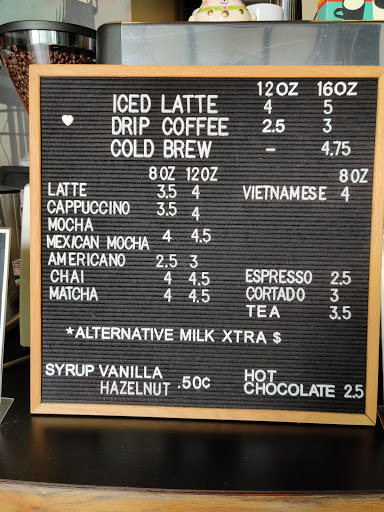 12OZ 16OZ
ICED LATTE 4 5
DRIP COFFEE 2.5 3
COLD BREW - 4.75
8OZ 12OZ 8OZ
LATTE 3.5 4 VIETNAMESE 4
CAPPUCCINO 3.5 4
MOCHA
MEXICAN MOCHA 4 4.5
AMERICANO 2.5 3
CHAI 4 4.5 ESPRESSO 2.5
MATCHA 4 4.5 CORTADO 3
TEA 3.5
*ALTERNATIVE MILK XTRA $
SYRUP VANILLA HOT
HAZELNUT .50¢ CHOCOLATE 2.5